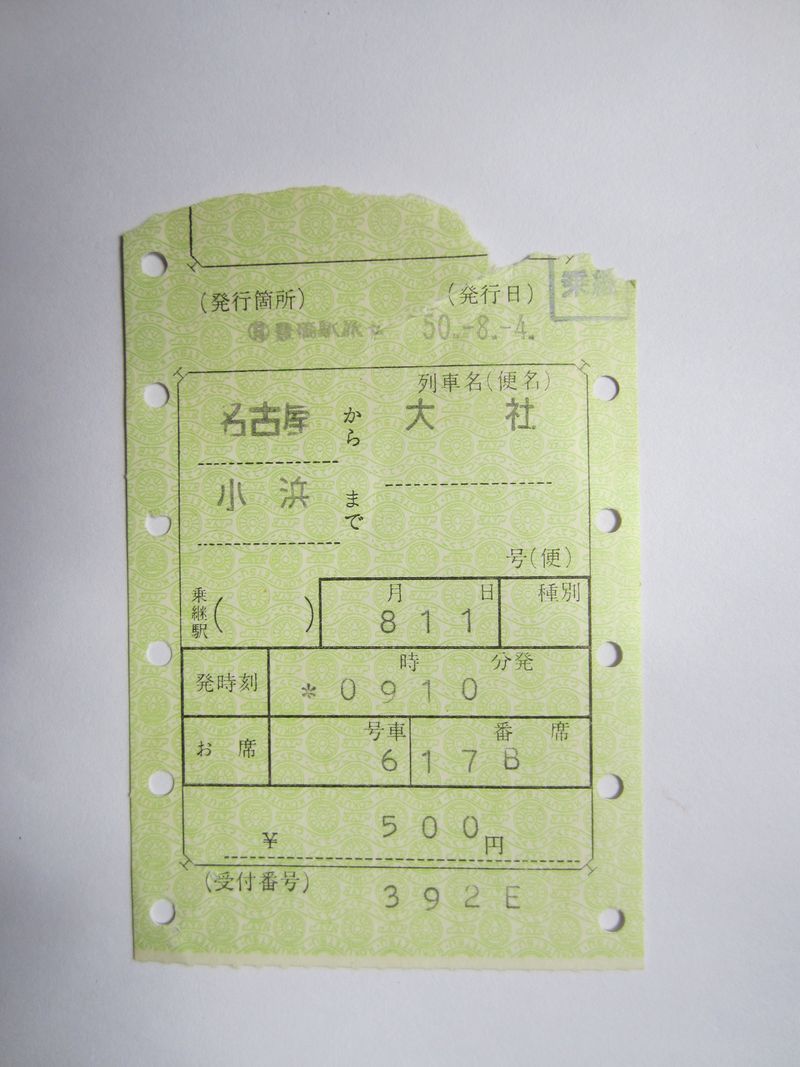 (発行箇所) (発行日) 乗継
豊橋駅旅セ 50.-8.-4.
列車名(便名)
名古屋 から 大 社
小 浜 まで
号(便)
乗継駅( ) 月 日 種別
8 1 1
時 分発
発時刻 *0 9 1 0
号車 番 席
お 席 6 1 7 B
¥ 5 0 0 円
(受付番号) 3 9 2 E